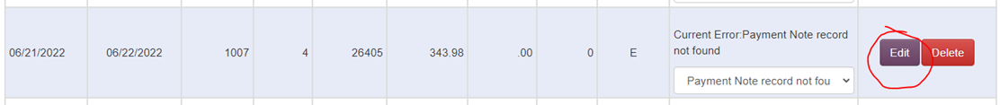 Current Error:Payment Note record
not found
06/21/2022 06/22/2022 1007 4 26405 343.98 .00 0 E Edit Delete
Payment Note record not fou